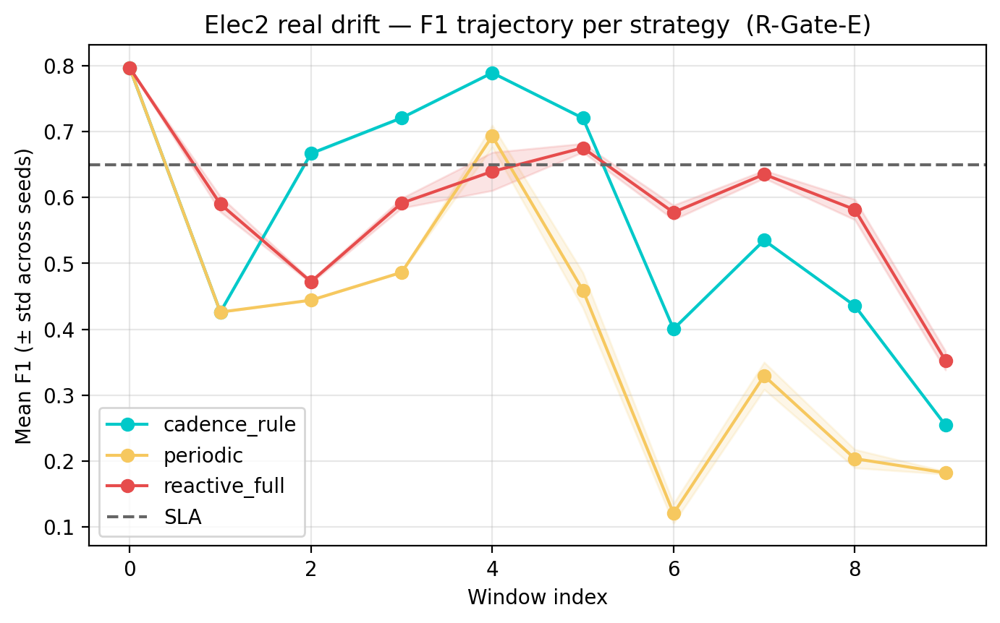 Elec2 real drift — F1 trajectory per strategy  (R-Gate-E)
Mean F1 (± std across seeds)
0.8
0.7
0.6
0.5
0.4
0.3
0.2
0.1
cadence_rule
periodic
reactive_full
SLA
0 2 4 6 8
Window index